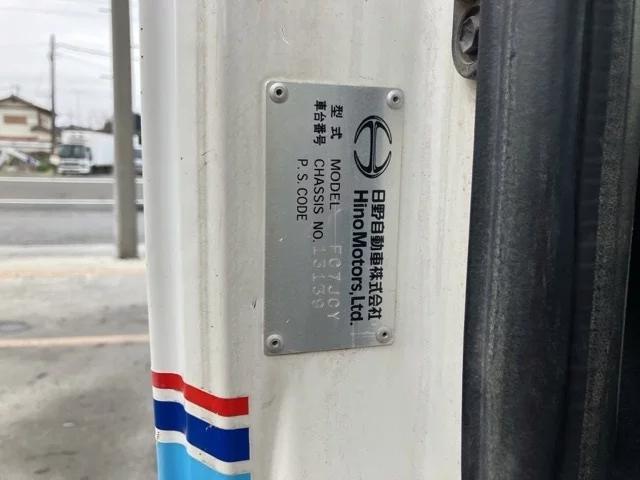 日野自動車株式会社
Hino Motors, Ltd.
型式 MODEL FC7JCY
車台番号 CHASSIS NO. 13139
P.S.CODE